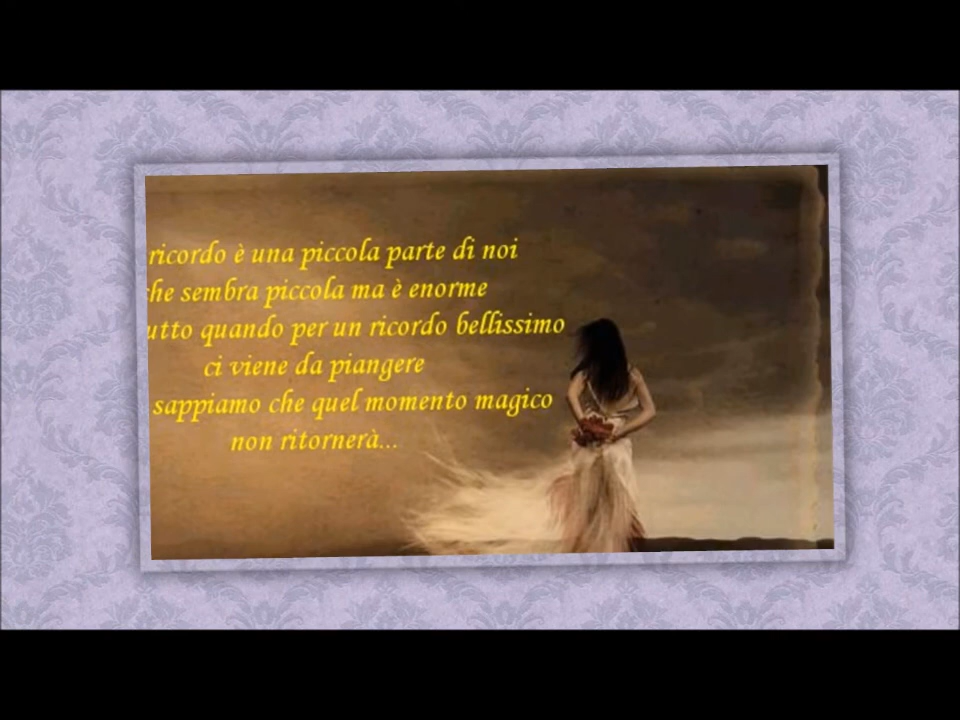 ricordo è una piccola parte di noi
che sembra piccola ma è enorme
utto quando per un ricordo bellissimo
ci viene da piangere
sappiamo che quel momento magico
non ritornerà...